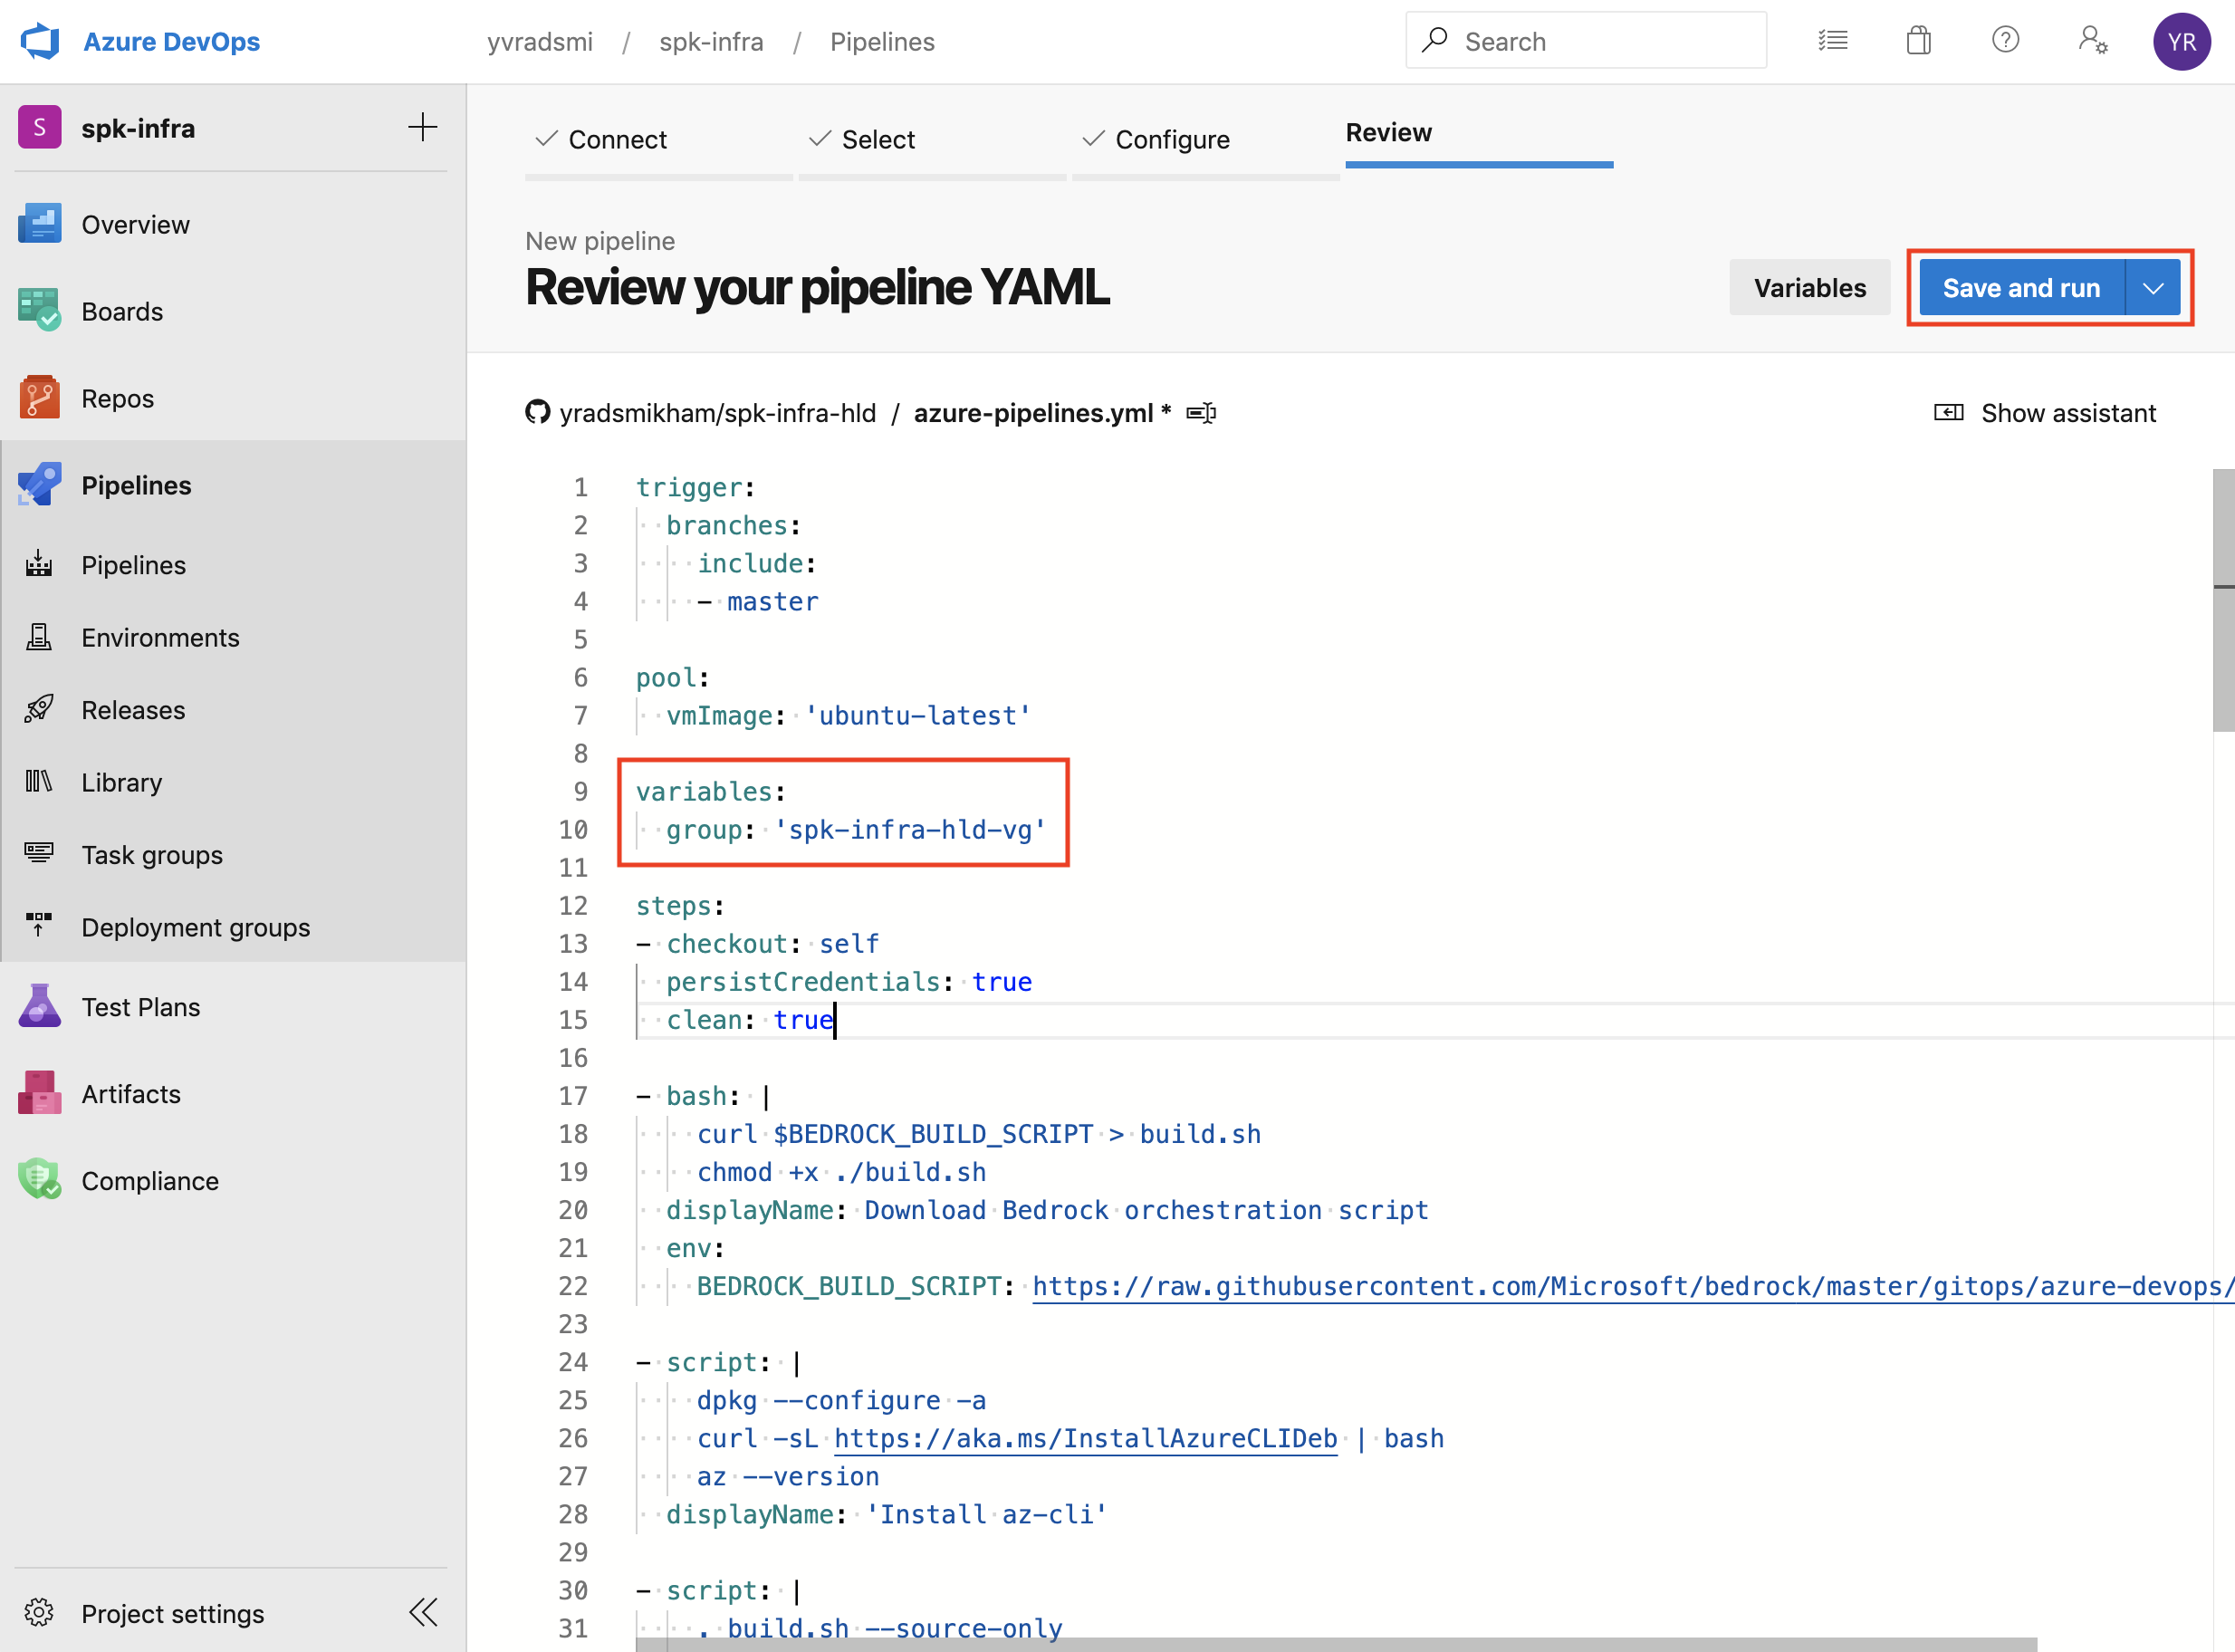 Azure DevOps
yvradsmi / spk-infra / Pipelines
Search
YR
S spk-infra
Overview
Boards
Repos
Pipelines
Pipelines
Environments
Releases
Library
Task groups
Deployment groups
Test Plans
Artifacts
Compliance
Project settings
Connect
Select
Configure
Review
New pipeline
Review your pipeline YAML
Variables
Save and run
yradsmikham/spk-infra-hld / azure-pipelines.yml *
Show assistant
1 trigger:
2 branches:
3 include:
4 - master
5
6 pool:
7 vmImage: 'ubuntu-latest'
8
9 variables:
10 group: 'spk-infra-hld-vg'
11
12 steps:
13 - checkout: self
14 persistCredentials: true
15 clean: true
16
17 - bash: |
18 curl $BEDROCK_BUILD_SCRIPT > build.sh
19 chmod +x ./build.sh
20 displayName: Download Bedrock orchestration script
21 env:
22 BEDROCK_BUILD_SCRIPT: https://raw.githubusercontent.com/Microsoft/bedrock/master/gitops/azure-devops/
23
24 - script: |
25 dpkg --configure -a
26 curl -sL https://aka.ms/InstallAzureCLIDeb | bash
27 az --version
28 displayName: 'Install az-cli'
29
30 - script: |
31 . build.sh --source-only